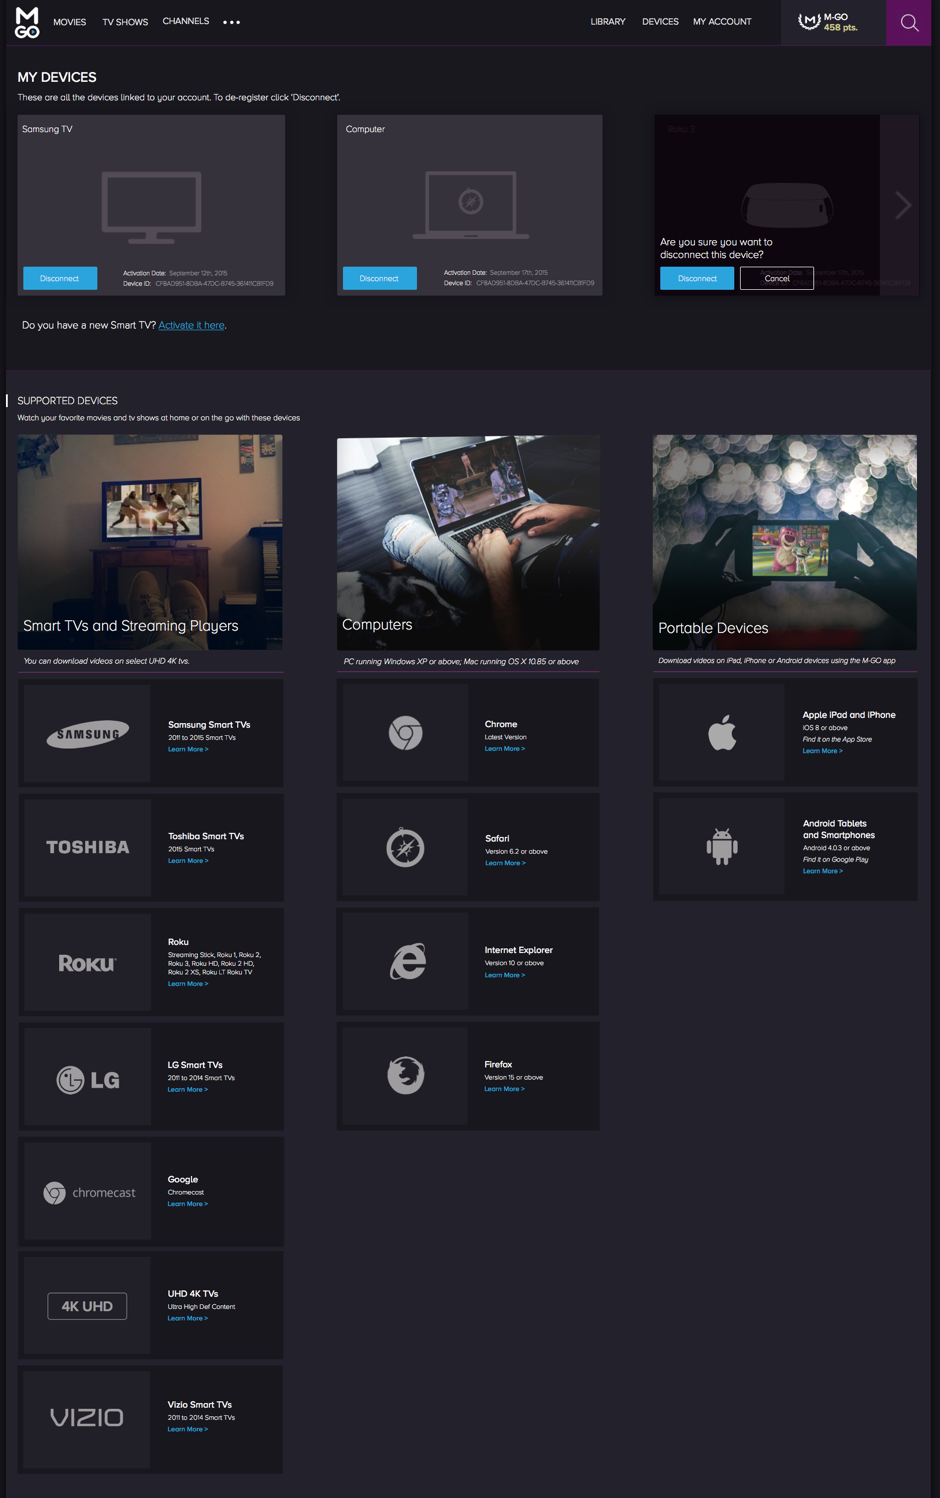 M
GO
MOVIES
TV SHOWS
CHANNELS
LIBRARY
DEVICES
MY ACCOUNT
M-GO
458 pts.
MY DEVICES
These are all the devices linked to your account. To de-register click 'Disconnect'.
Samsung TV
Disconnect
Activation Date: September 12th, 2015
Device ID: CF8A0951-8D8A-470C-8745-361411C81FD9
Computer
Disconnect
Activation Date: September 17th, 2015
Device ID: CF8A0951-8D8A-470C-8745-361411C81FD9
Roku 3
Are you sure you want to
disconnect this device?
Disconnect
Cancel
Do you have a new Smart TV? Activate it here.
SUPPORTED DEVICES
Watch your favorite movies and tv shows at home or on the go with these devices
Smart TVs and Streaming Players
You can download videos on select UHD 4K tvs.
SAMSUNG
Samsung Smart TVs
2011 to 2015 Smart TVs
Learn More >
TOSHIBA
Toshiba Smart TVs
2015 Smart TVs
Learn More >
ROKU
Roku
Streaming Stick, Roku 1, Roku 2,
Roku 3, Roku HD, Roku 2 HD,
Roku 2 XS, Roku LT Roku TV
Learn More >
LG
LG Smart TVs
2011 to 2014 Smart TVs
Learn More >
chromecast
Google
Chromecast
Learn More >
4K UHD
UHD 4K TVs
Ultra High Def Content
Learn More >
VIZIO
Vizio Smart TVs
2011 to 2014 Smart TVs
Learn More >
Computers
PC running Windows XP or above; Mac running OS X 10.85 or above
Chrome
Latest Version
Learn More >
Safari
Version 6.2 or above
Learn More >
Internet Explorer
Version 10 or above
Learn More >
Firefox
Version 15 or above
Learn More >
Portable Devices
Download videos on iPad, iPhone or Android devices using the M-GO app
Apple iPad and iPhone
iOS 8 or above
Find it on the App Store
Learn More >
Android Tablets
and Smartphones
Android 4.0.3 or above
Find it on Google Play
Learn More >